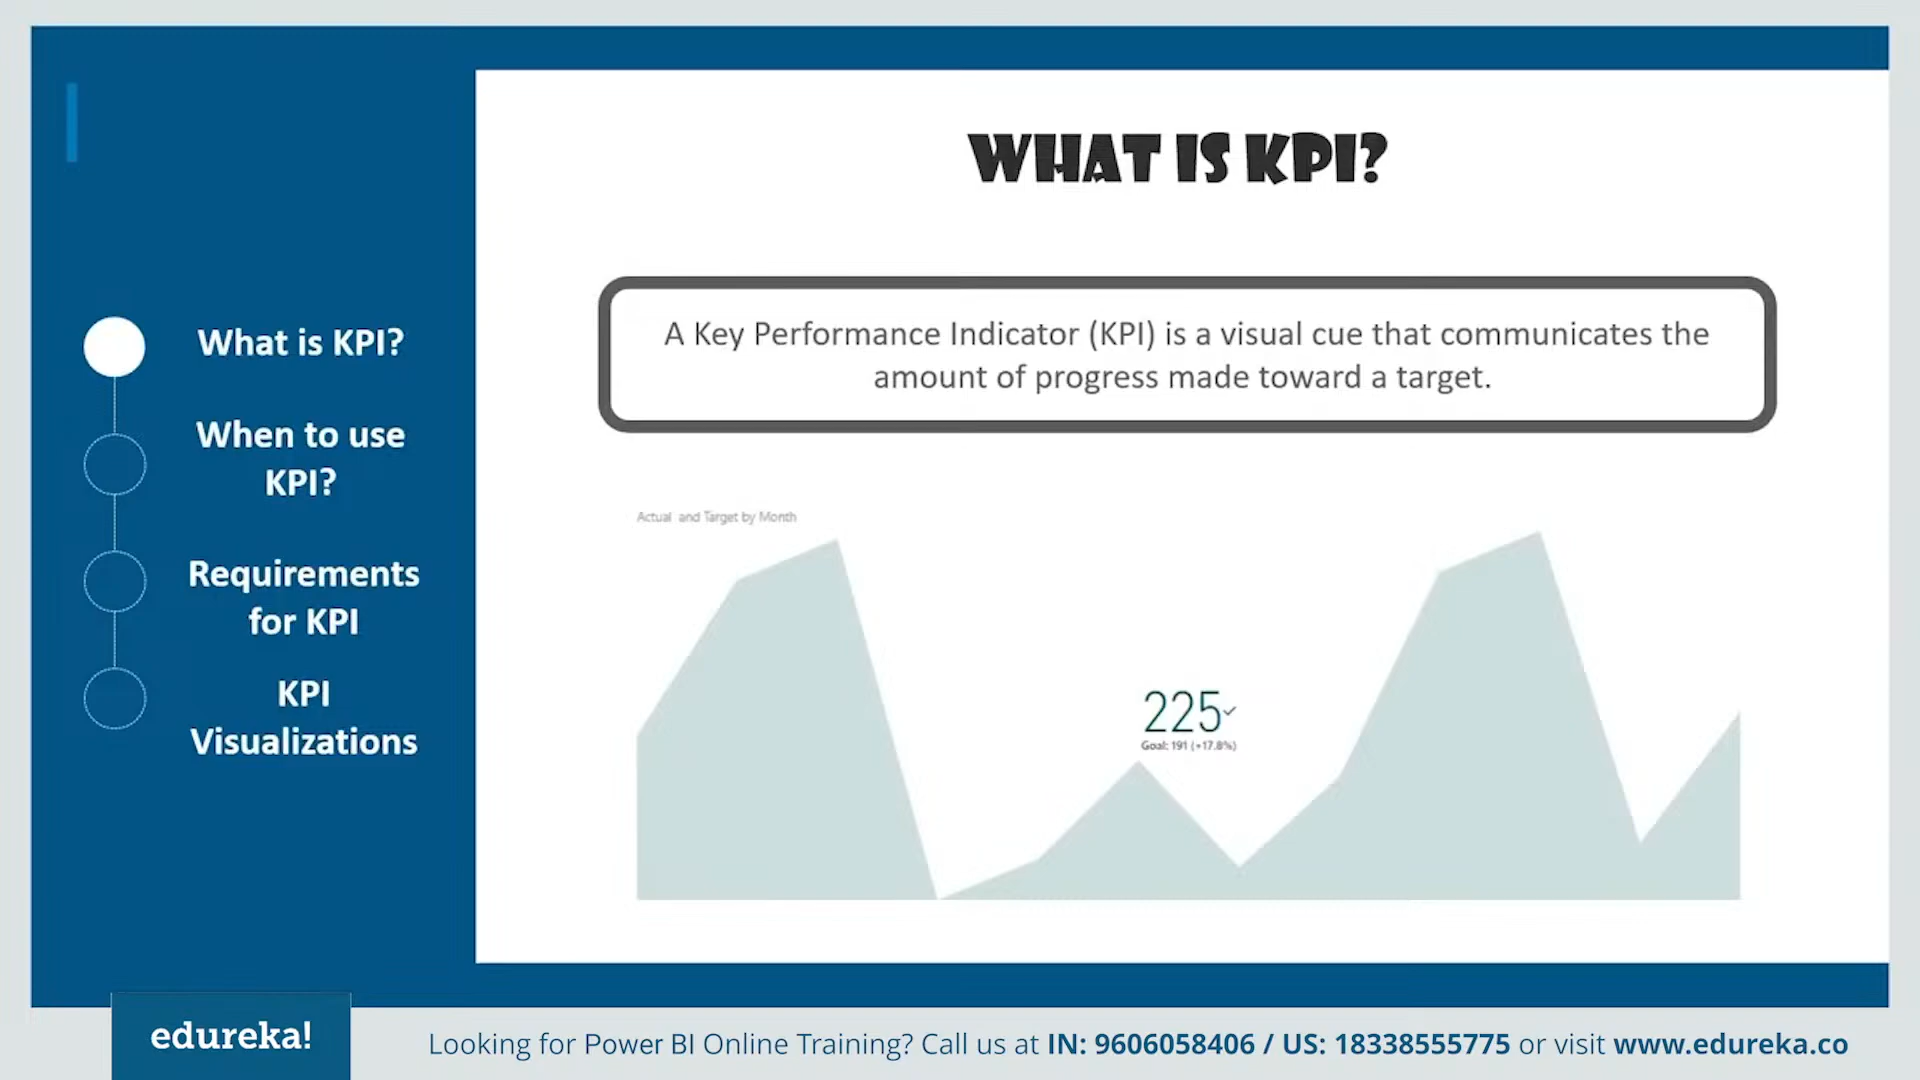 WHAT IS KPI?
A Key Performance Indicator (KPI) is a visual cue that communicates the
amount of progress made toward a target.
What is KPI?
When to use
KPI?
Requirements
for KPI
KPI
Visualizations
Actual and Target by Month
225
Goal: 191 (+17.8%)
edureka!
Looking for Power BI Online Training? Call us at IN: 9606058406 / US: 18338555775 or visit www.edureka.co